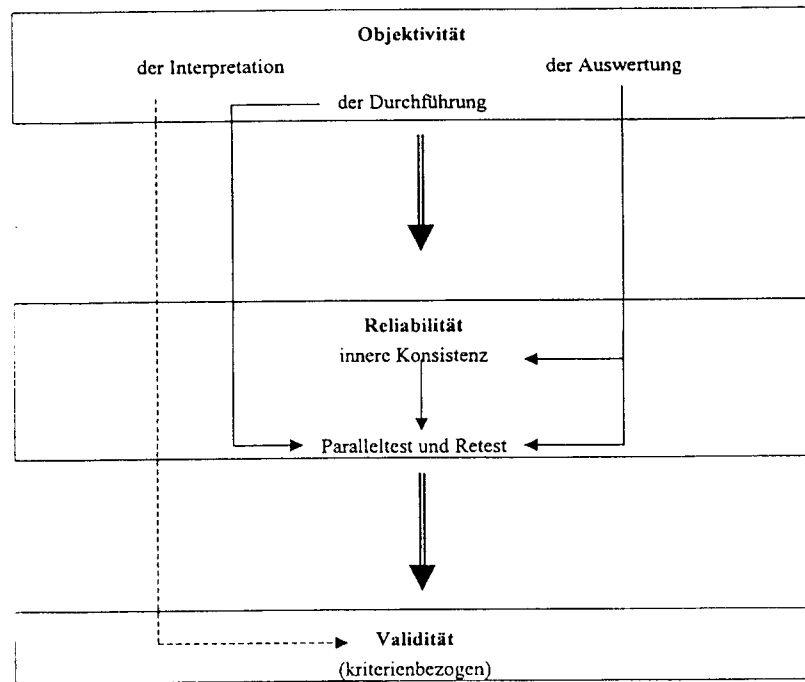 Objektivität
der Interpretation
der Auswertung
der Durchführung
Reliabilität
innere Konsistenz
Paralleltest und Retest
Validität
(kriterienbezogen)